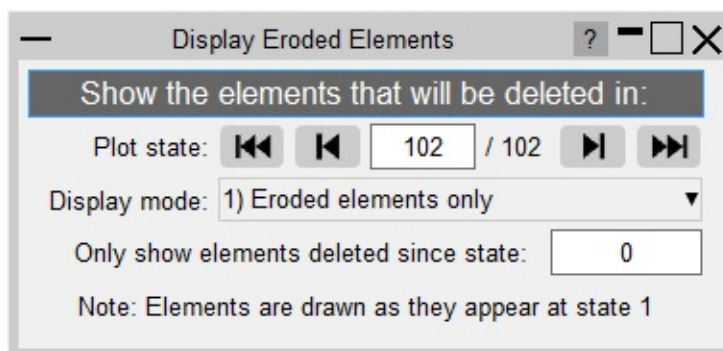 Display Eroded Elements ?
Show the elements that will be deleted in:
Plot state: 102 / 102
Display mode: 1) Eroded elements only
Only show elements deleted since state: 0
Note: Elements are drawn as they appear at state 1